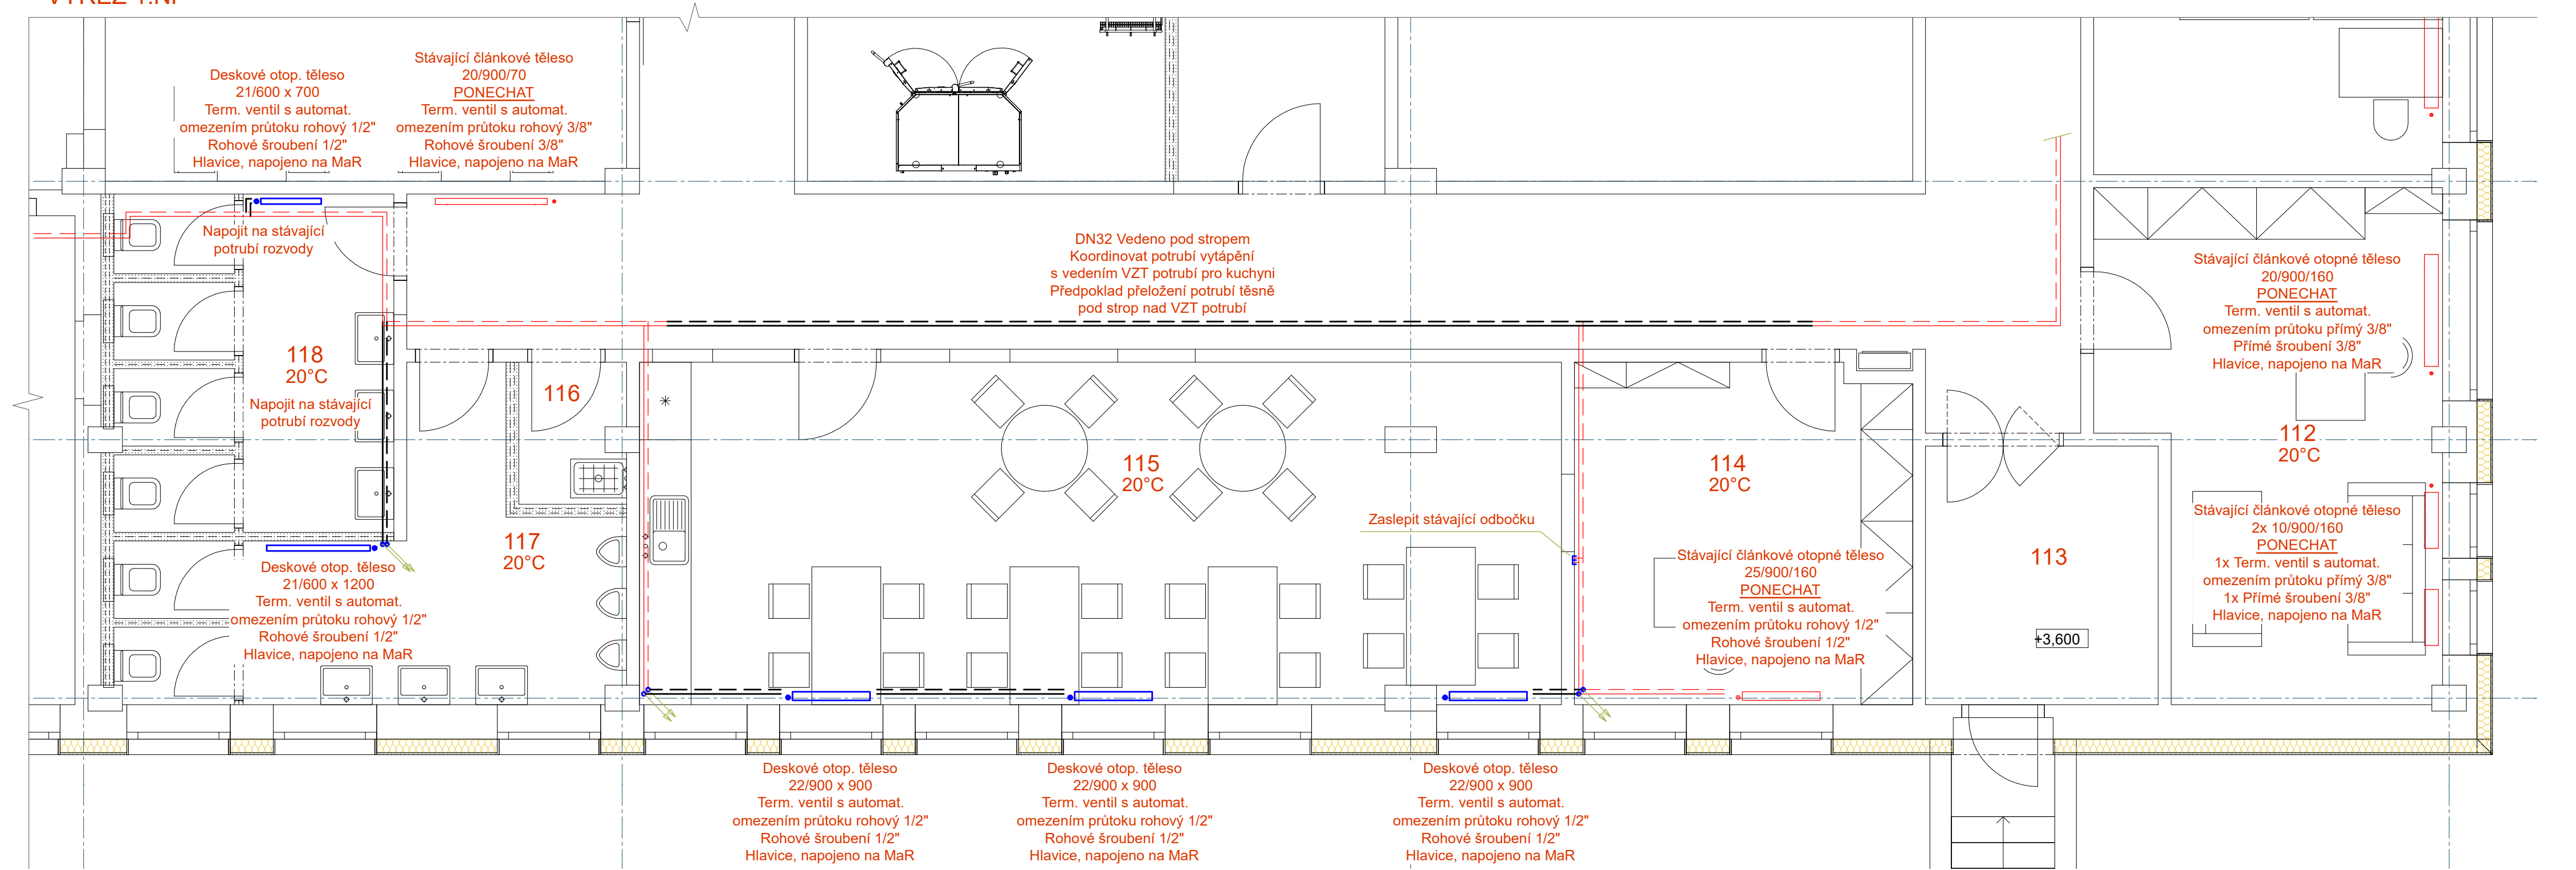 VÝŘEZ 1.NP
Deskové otop. těleso
21/600 x 700
Term. ventil s automat.
omezením průtoku rohový 1/2"
Rohové šroubení 1/2"
Hlavice, napojeno na MaR
Stávající článkové těleso
20/900/70
PONECHAT
Term. ventil s automat.
omezením průtoku rohový 3/8"
Rohové šroubení 3/8"
Hlavice, napojeno na MaR
Napojit na stávající
potrubí rozvody
DN32 Vedeno pod stropem
Koordinovat potrubí vytápění
s vedením VZT potrubí pro kuchyni
Předpoklad přeložení potrubí těsně
pod strop nad VZT potrubí
Stávající článkové otopné těleso
20/900/160
PONECHAT
Term. ventil s automat.
omezením průtoku přímý 3/8"
Přímé šroubení 3/8"
Hlavice, napojeno na MaR
118
20°C
Napojit na stávající
potrubí rozvody
116
115
20°C
114
20°C
112
20°C
117
20°C
Zaslepit stávající odbočku
113
+3,600
Stávající článkové otopné těleso
2x 10/900/160
PONECHAT
1x Term. ventil s automat.
omezením průtoku přímý 3/8"
1x Přímé šroubení 3/8"
Hlavice, napojeno na MaR
Stávající článkové otopné těleso
25/900/160
PONECHAT
Term. ventil s automat.
omezením průtoku rohový 1/2"
Rohové šroubení 1/2"
Hlavice, napojeno na MaR
Deskové otop. těleso
21/600 x 1200
Term. ventil s automat.
omezením průtoku rohový 1/2"
Rohové šroubení 1/2"
Hlavice, napojeno na MaR
Deskové otop. těleso
22/900 x 900
Term. ventil s automat.
omezením průtoku rohový 1/2"
Rohové šroubení 1/2"
Hlavice, napojeno na MaR
Deskové otop. těleso
22/900 x 900
Term. ventil s automat.
omezením průtoku rohový 1/2"
Rohové šroubení 1/2"
Hlavice, napojeno na MaR
Deskové otop. těleso
22/900 x 900
Term. ventil s automat.
omezením průtoku rohový 1/2"
Rohové šroubení 1/2"
Hlavice, napojeno na MaR